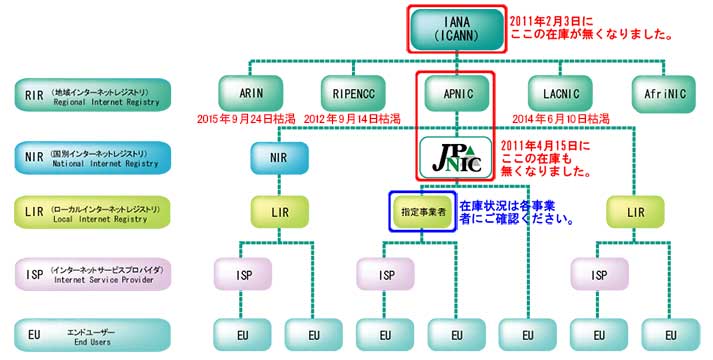 IANA
(ICANN)
2011年2月3日に
ここの在庫が無くなりました。
RIR (地域インターネットレジストリ)
Regional Internet Registry
ARIN
RIPENCC
APNIC
LACNIC
AfriNIC
2015年9月24日枯渇
2012年9月14日枯渇
2014年6月10日枯渇
NIR (国別インターネットレジストリ)
National Internet Registry
NIR
JPNIC
2011年4月15日に
ここの在庫も
無くなりました。
LIR (ローカルインターネットレジストリ)
Local Internet Registry
LIR
指定事業者
在庫状況は各事業
者にご確認ください。
LIR
ISP (インターネットサービスプロバイダ)
Internet Service Provider
ISP
ISP
ISP
EU エンドユーザー
End Users
EU
EU
EU
EU
EU
EU
EU